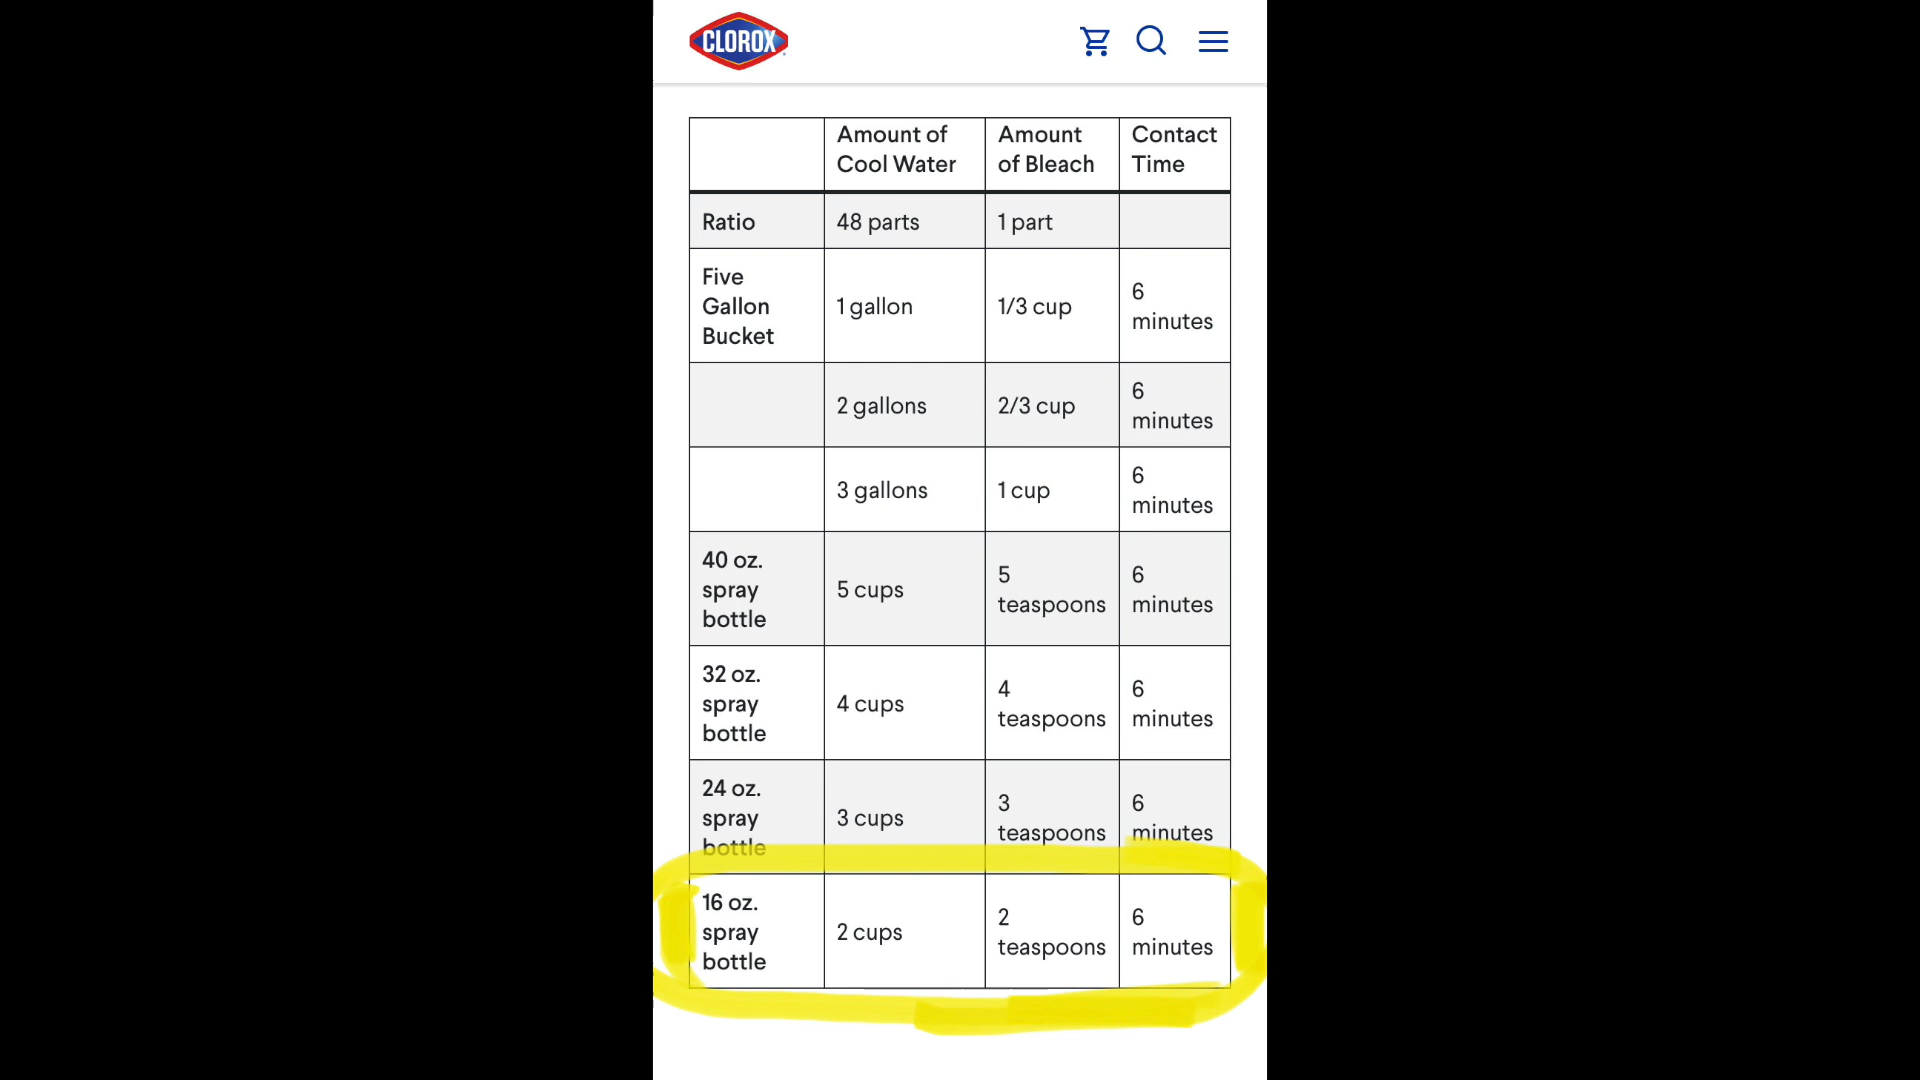 CLOROX
Amount of Cool Water
Amount of Bleach
Contact Time
Ratio
48 parts
1 part
Five Gallon Bucket
1 gallon
1/3 cup
6 minutes
2 gallons
2/3 cup
6 minutes
3 gallons
1 cup
6 minutes
40 oz. spray bottle
5 cups
5 teaspoons
6 minutes
32 oz. spray bottle
4 cups
4 teaspoons
6 minutes
24 oz. spray bottle
3 cups
3 teaspoons
6 minutes
16 oz. spray bottle
2 cups
2 teaspoons
6 minutes